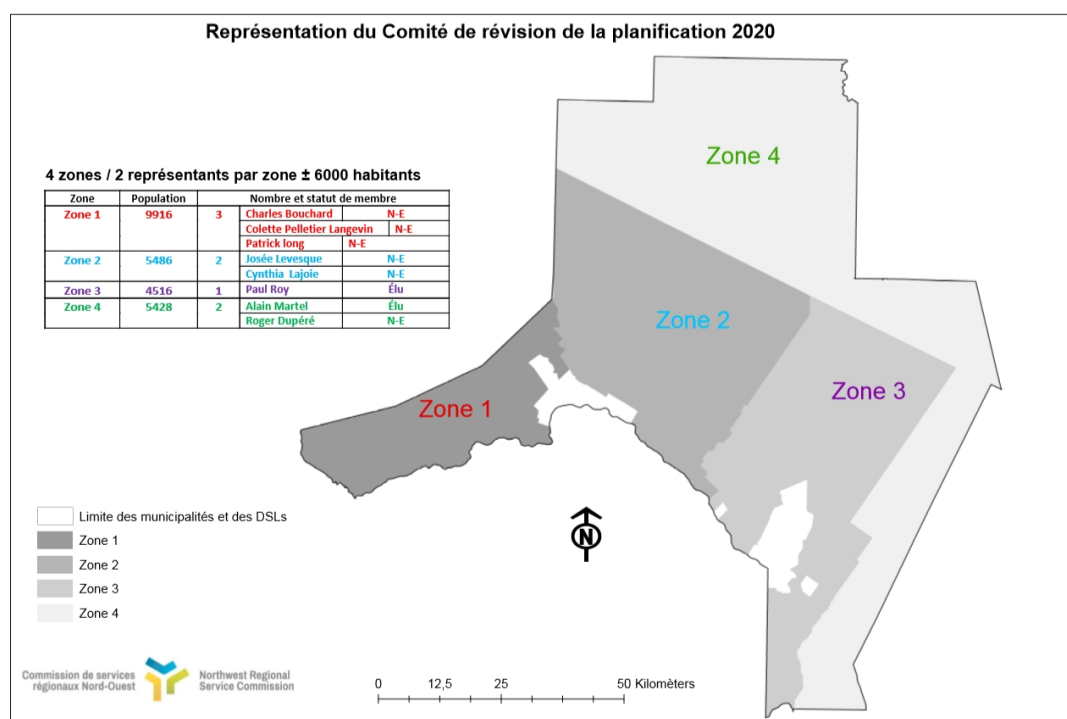 Représentation du Comité de révision de la planification 2020
4 zones / 2 représentants par zone ± 6000 habitants
Zone Population Nombre et statut de membre
Zone 1 9916 3 Charles Bouchard N-E
Colette Pelletier Langevin N-E
Patrick long N-E
Zone 2 5486 2 Josée Levesque N-E
Cynthia Lajoie N-E
Zone 3 4516 1 Paul Roy Élu
Zone 4 5428 2 Alain Martel Élu
Roger Dupéré N-E
Zone 4
Zone 2
Zone 3
Zone 1
N
Limite des municipalités et des DSLs
Zone 1
Zone 2
Zone 3
Zone 4
Commission de services
régionaux Nord-Ouest
Northwest Regional
Service Commission
0 12,5 25 50 Kilomèters